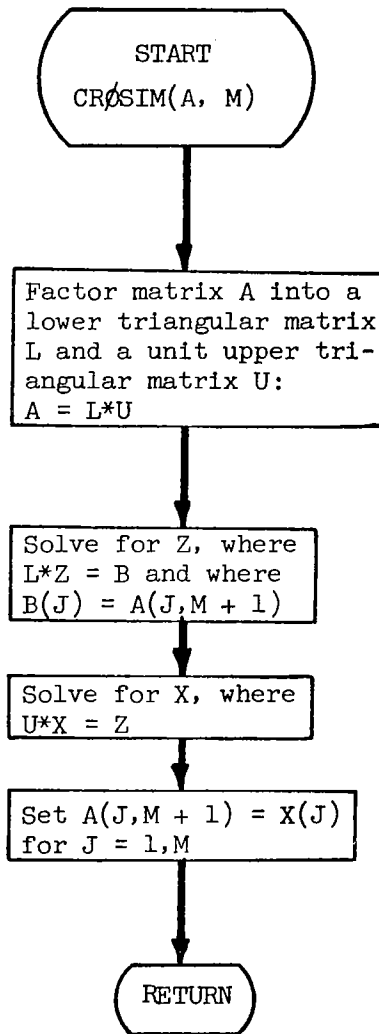 START
CRØSIM(A, M)
Factor matrix A into a
lower triangular matrix
L and a unit upper tri-
angular matrix U:
A = L*U
Solve for Z, where
L*Z = B and where
B(J) = A(J,M + 1)
Solve for X, where
U*X = Z
Set A(J,M + 1) = X(J)
for J = 1,M
RETURN